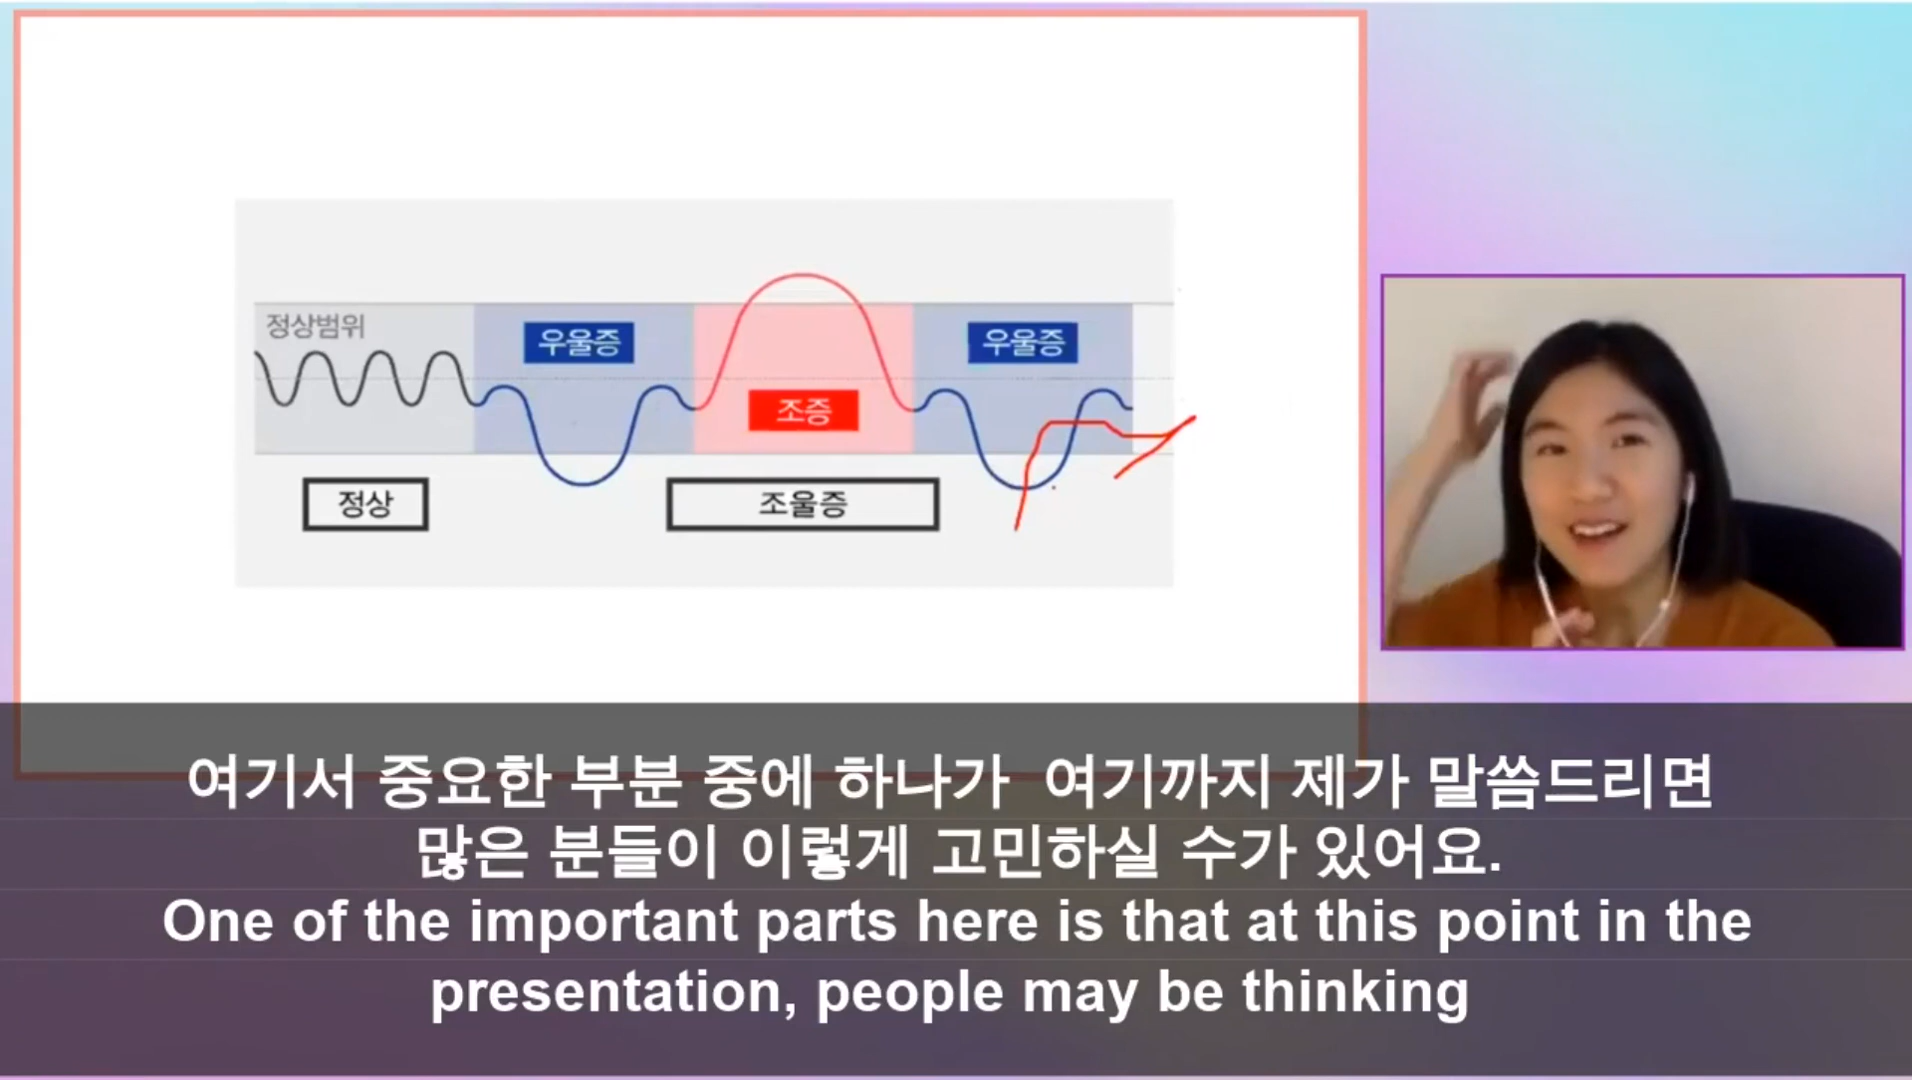 정상범위
우울증
우울증
조증
정상
조울증
여기서 중요한 부분 중에 하나가 여기까지 제가 말씀드리면
많은 분들이 이렇게 고민하실 수가 있어요.
One of the important parts here is that at this point in the
presentation, people may be thinking